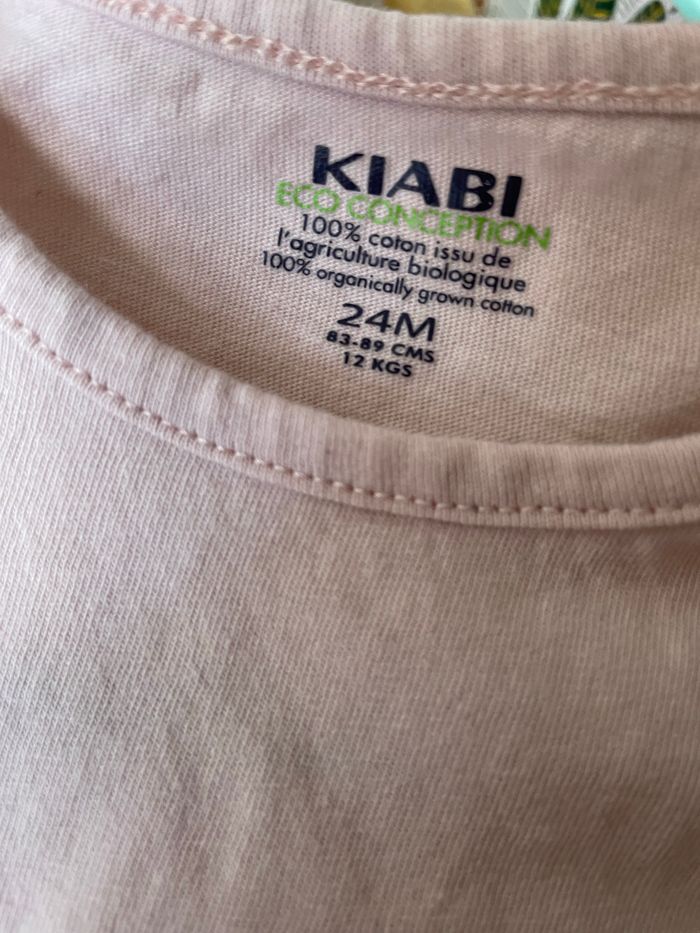 KIABI
ECO CONCEPTION
100% coton issu de
l'agriculture biologique
100% organically grown cotton
24M
83-89 CMS
12 KGS